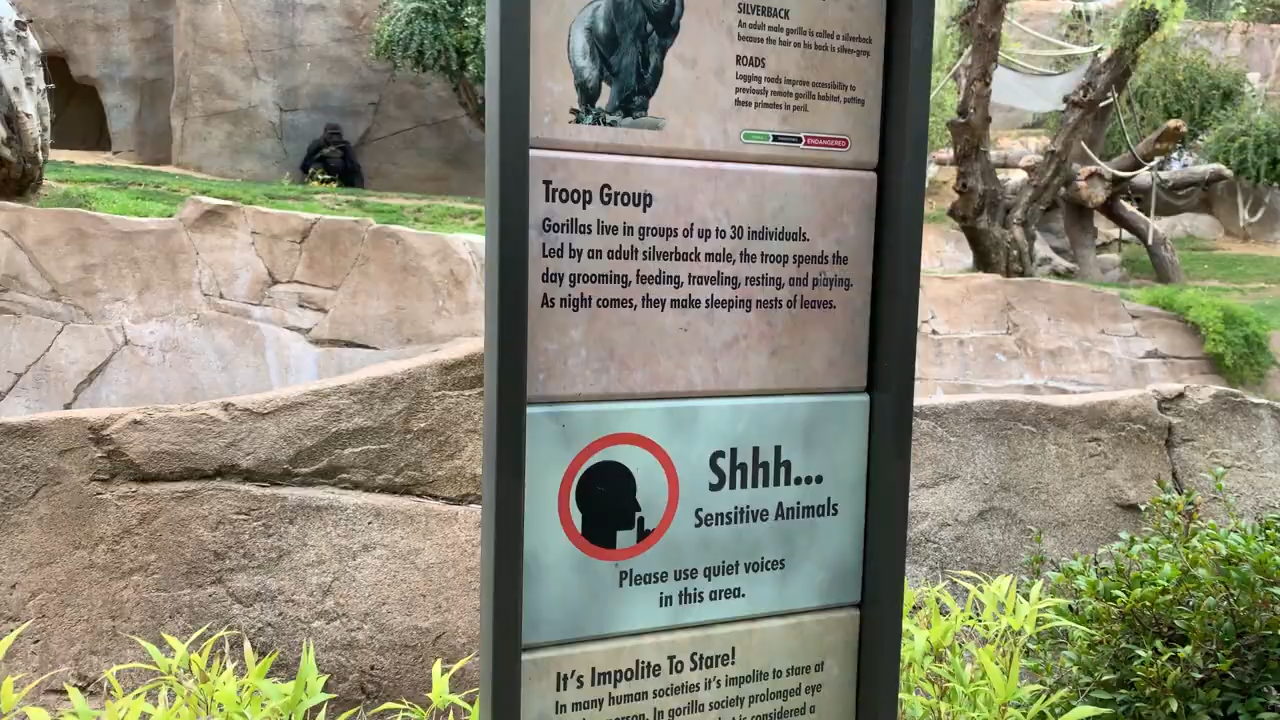 SILVERBACK
An adult male gorilla is called a silverback
because the hair on his back is silver-gray.
ROADS
Logging roads improve accessibility to
previously remote gorilla habitat, putting
these primates in peril.
ENDANGERED
Troop Group
Gorillas live in groups of up to 30 individuals.
Led by an adult silverback male, the troop spends the
day grooming, feeding, traveling, resting, and playing.
As night comes, they make sleeping nests of leaves.
Shhh...
Sensitive Animals
Please use quiet voices
in this area.
It's Impolite To Stare!
In many human societies it's impolite to stare at
person. In gorilla society prolonged eye
is considered a